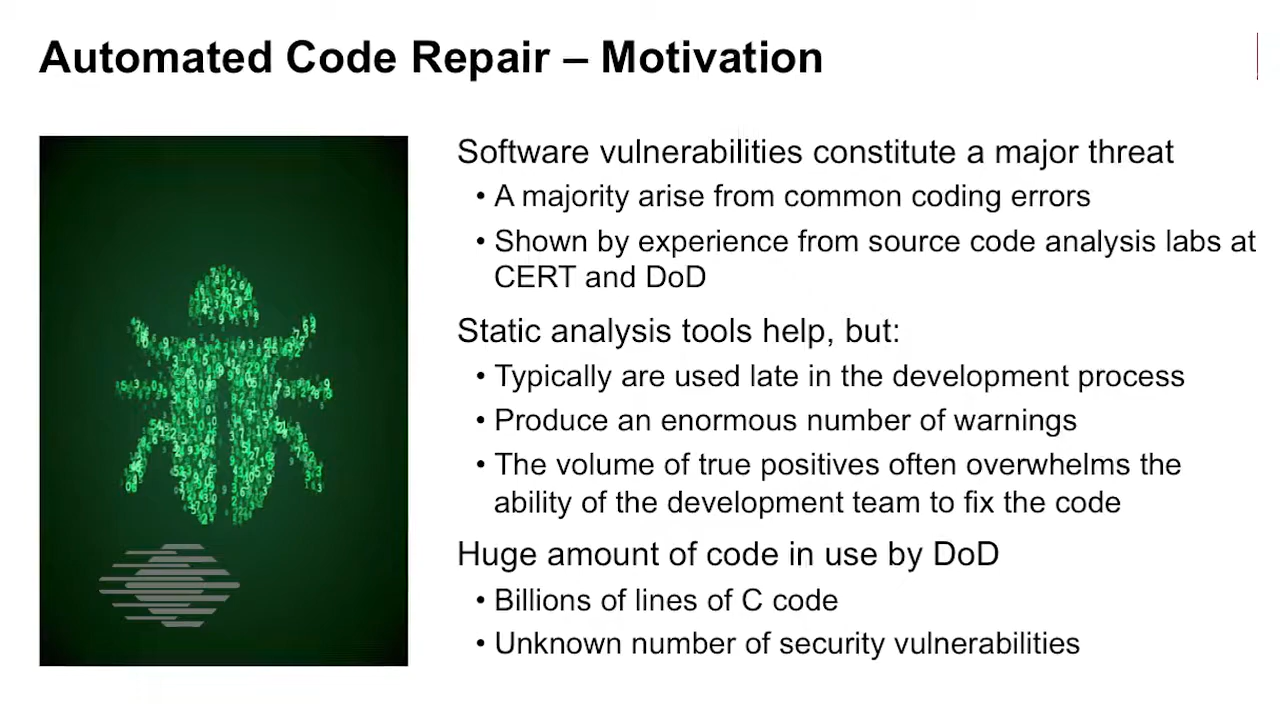 Automated Code Repair – Motivation
Software vulnerabilities constitute a major threat
• A majority arise from common coding errors
• Shown by experience from source code analysis labs at
CERT and DoD
Static analysis tools help, but:
• Typically are used late in the development process
• Produce an enormous number of warnings
• The volume of true positives often overwhelms the
ability of the development team to fix the code
Huge amount of code in use by DoD
• Billions of lines of C code
• Unknown number of security vulnerabilities